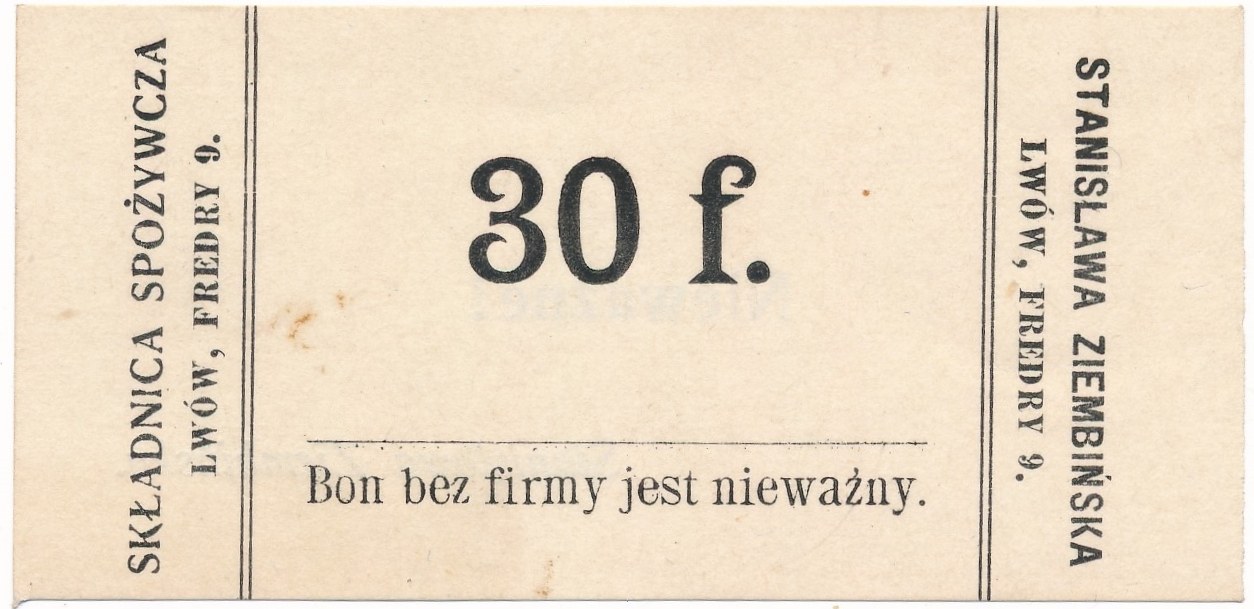 SKŁADNICA SPOŻYWCZA
LWÓW, FREDRY 9.
30 f.
Bon bez firmy jest nieważny.
STANISŁAWA ZIEMBIŃSKA
LWÓW, FREDRY 9.